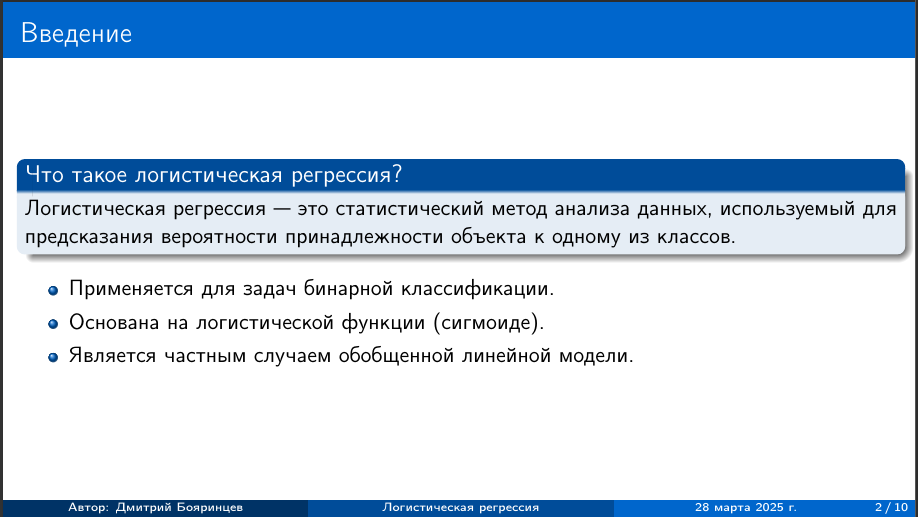 Введение
Что такое логистическая регрессия?
Логистическая регрессия — это статистический метод анализа данных, используемый для
предсказания вероятности принадлежности объекта к одному из классов.
Применяется для задач бинарной классификации.
Основана на логистической функции (сигмоиде).
Является частным случаем обобщенной линейной модели.
Автор: Дмитрий Бояринцев Логистическая регрессия 28 марта 2025 г. 2 / 10